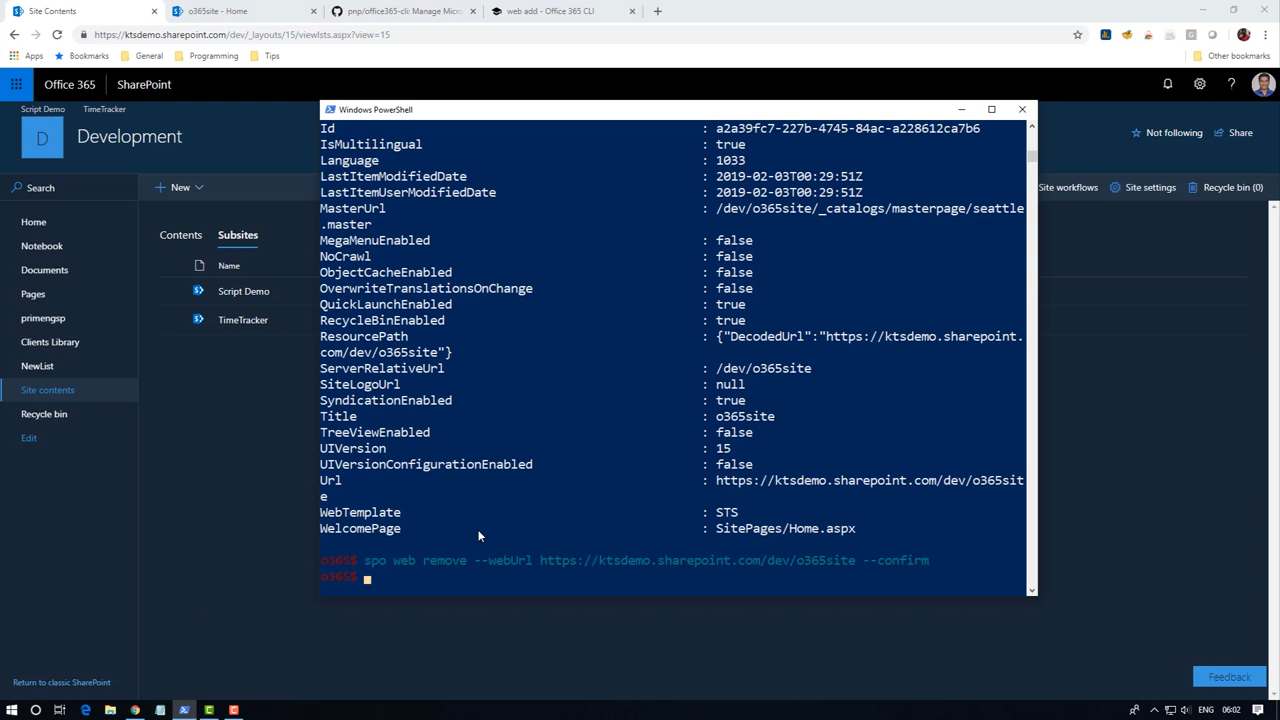 Site Contents
o365site - Home
pnp/office365-cli: Manage Micros
web add - Office 365 CLI
https://ktsdemo.sharepoint.com/dev/_layouts/15/viewlsts.aspx?view=15
Apps
Bookmarks
General
Programming
Tips
Other bookmarks
Office 365
SharePoint
Script Demo
TimeTracker
D
Development
Not following
Share
Search
New
Site workflows
Site settings
Recycle bin (0)
Home
Notebook
Documents
Pages
primengsp
Clients Library
NewList
Site contents
Recycle bin
Edit
Return to classic SharePoint
Contents
Subsites
Name
Script Demo
TimeTracker
Windows PowerShell
Id : a2a39fc7-227b-4745-84ac-a228612ca7b6
IsMultilingual : true
Language : 1033
LastItemModifiedDate : 2019-02-03T00:29:51Z
LastItemUserModifiedDate : 2019-02-03T00:29:51Z
MasterUrl : /dev/o365site/_catalogs/masterpage/seattle
.master
MegaMenuEnabled : false
NoCrawl : false
ObjectCacheEnabled : false
OverwriteTranslationsOnChange : false
QuickLaunchEnabled : true
RecycleBinEnabled : true
ResourcePath : {"DecodedUrl":"https://ktsdemo.sharepoint.
com/dev/o365site"}
ServerRelativeUrl : /dev/o365site
SiteLogoUrl : null
SyndicationEnabled : true
Title : o365site
TreeViewEnabled : false
UIVersion : 15
UIVersionConfigurationEnabled : false
Url : https://ktsdemo.sharepoint.com/dev/o365sit
e
WebTemplate : STS
WelcomePage : SitePages/Home.aspx
o365$ spo web remove --webUrl https://ktsdemo.sharepoint.com/dev/o365site --confirm
o365$
Feedback
ENG
06:02